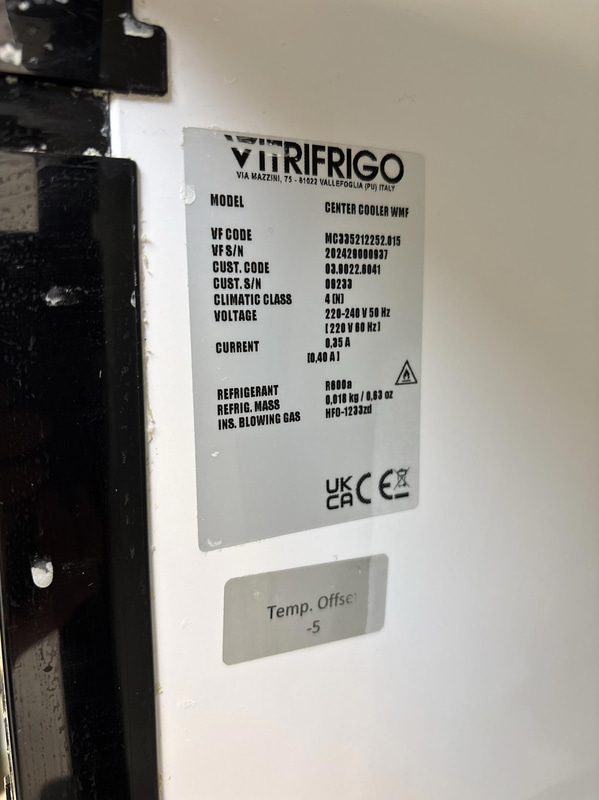 VITRIFRIGO
VIA MAZZINI, 75 - 61022 VALLEFOGLIA (PU) ITALY
MODEL CENTER COOLER WMF
VF CODE MC335212252.015
VF S/N 202429000037
CUST. CODE 03.9022.6041
CUST. S/N 00233
CLIMATIC CLASS 4 [N]
VOLTAGE 220-240 V 50 Hz
[ 220 V 60 Hz ]
CURRENT 0,35 A
[0,40 A ]
REFRIGERANT R600a
REFRIG. MASS 0,018 kg / 0,63 oz
INS. BLOWING GAS HFO-1233zd
UK
CA CE
Temp. Offset
-5